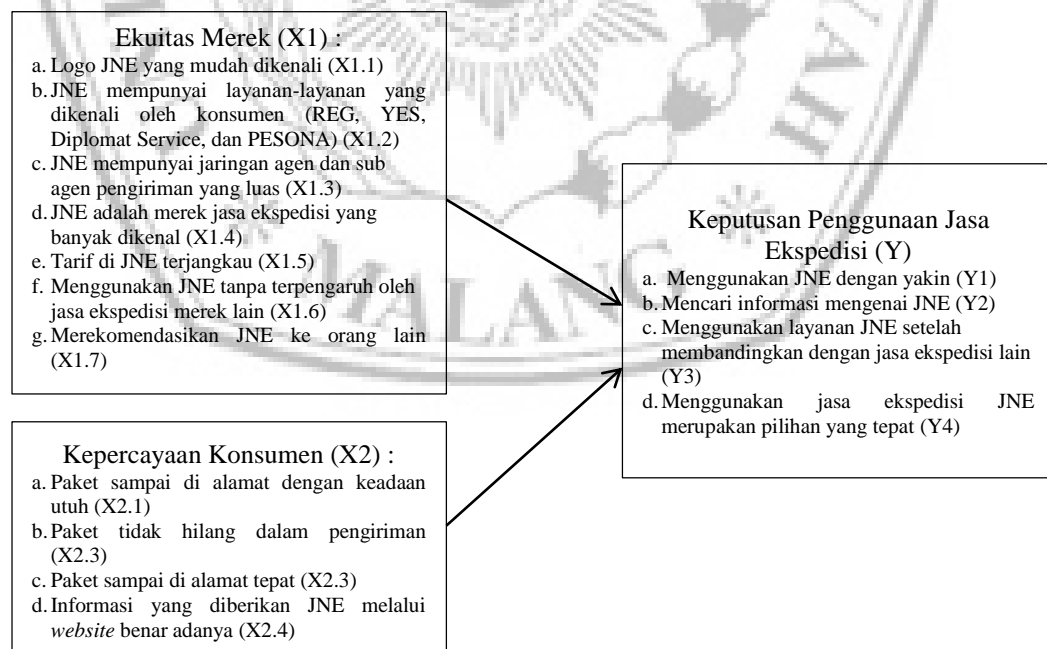 Ekuitas Merek (X1) :
a. Logo JNE yang mudah dikenali (X1.1)
b. JNE mempunyai layanan-layanan yang
dikenali oleh konsumen (REG, YES,
Diplomat Service, dan PESONA) (X1.2)
c. JNE mempunyai jaringan agen dan sub
agen pengiriman yang luas (X1.3)
d. JNE adalah merek jasa ekspedisi yang
banyak dikenal (X1.4)
e. Tarif di JNE terjangkau (X1.5)
f. Menggunakan JNE tanpa terpengaruh oleh
jasa ekspedisi merek lain (X1.6)
g. Merekomendasikan JNE ke orang lain
(X1.7)
Kepercayaan Konsumen (X2) :
a. Paket sampai di alamat dengan keadaan
utuh (X2.1)
b. Paket tidak hilang dalam pengiriman
(X2.3)
c. Paket sampai di alamat tepat (X2.3)
d. Informasi yang diberikan JNE melalui
website benar adanya (X2.4)
Keputusan Penggunaan Jasa
Ekspedisi (Y)
a. Menggunakan JNE dengan yakin (Y1)
b. Mencari informasi mengenai JNE (Y2)
c. Menggunakan layanan JNE setelah
membandingkan dengan jasa ekspedisi lain
(Y3)
d. Menggunakan jasa ekspedisi JNE
merupakan pilihan yang tepat (Y4)
MALANG